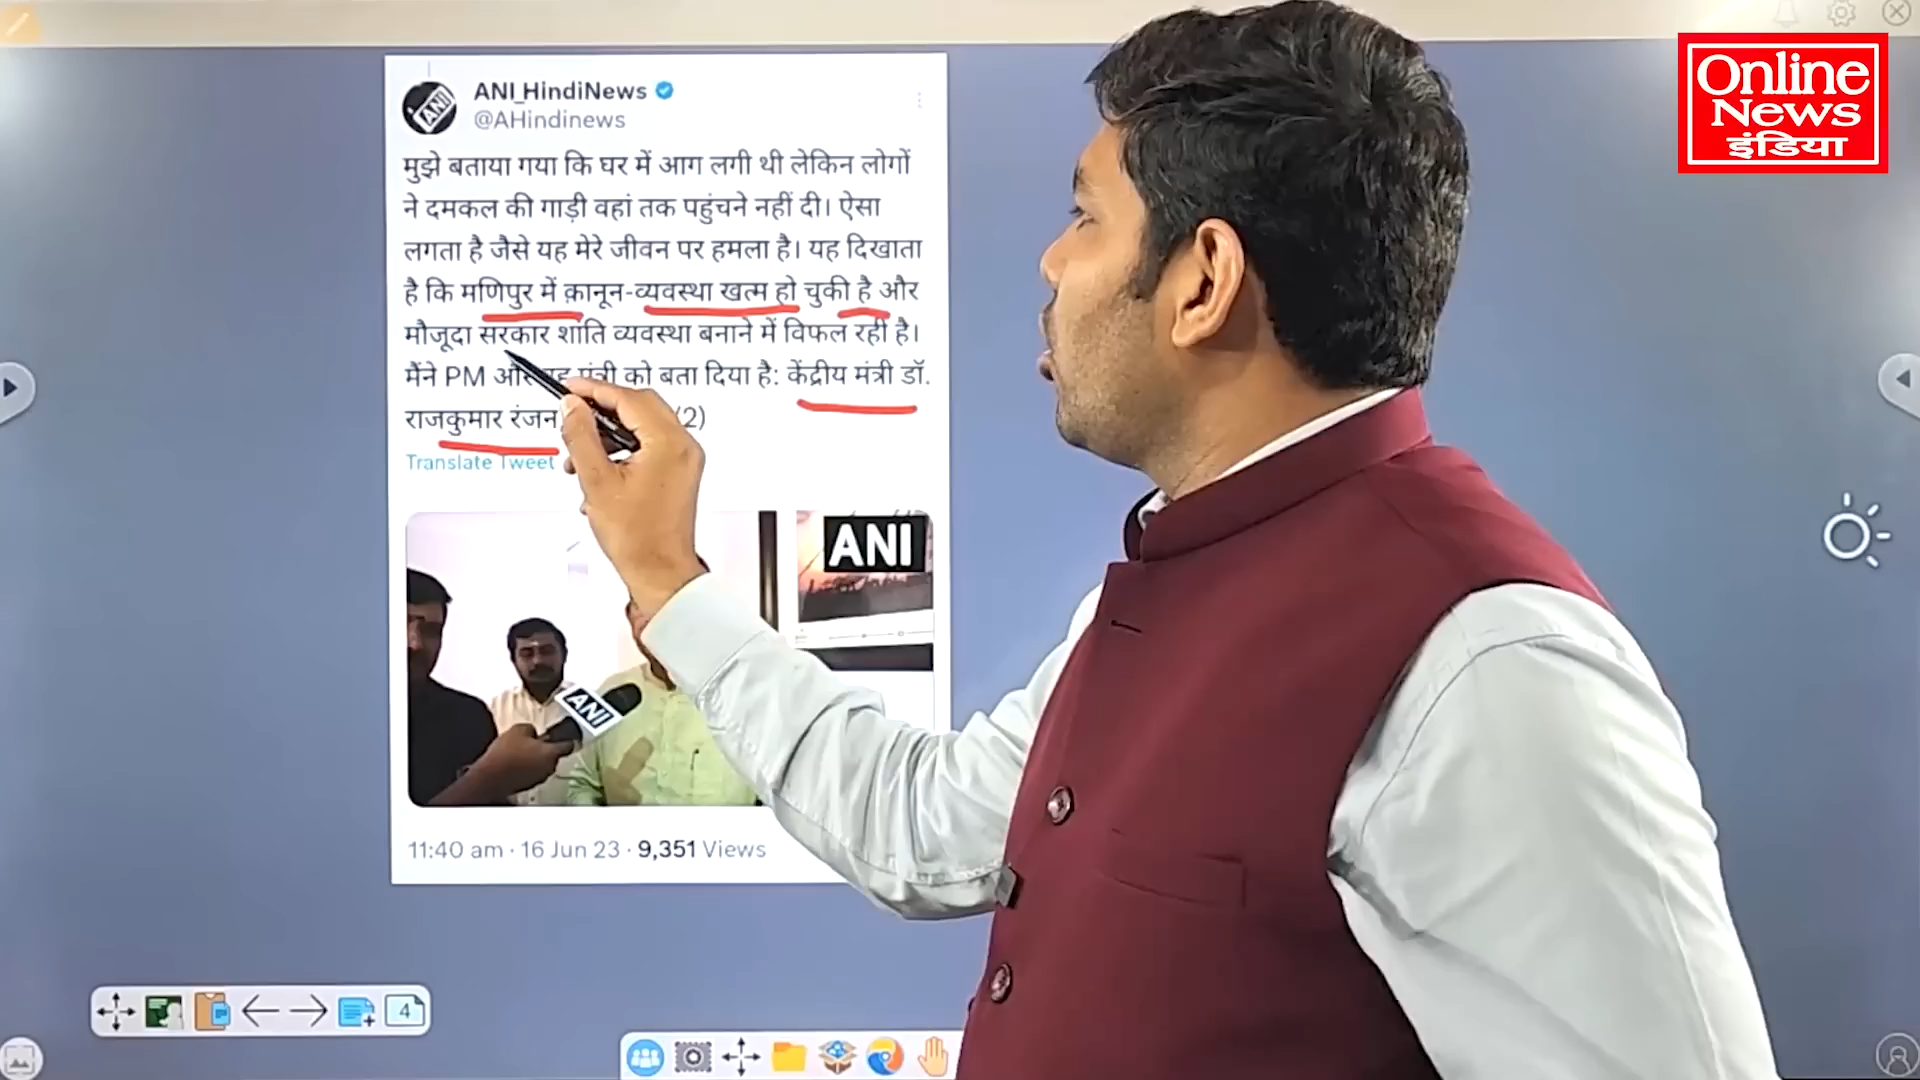 ANI_HindiNews
@AHindinews
मुझे बताया गया कि घर में आग लगी थी लेकिन लोगों
ने दमकल की गाड़ी वहां तक पहुंचने नहीं दी। ऐसा
लगता है जैसे यह मेरे जीवन पर हमला है। यह दिखाता
है कि मणिपुर में क़ानून-व्यवस्था खत्म हो चुकी है और
मौजूदा सरकार शांति व्यवस्था बनाने में विफल रही है।
मैंने PM और मंत्री को बता दिया है: केंद्रीय मंत्री डॉ.
राजकुमार रंजन 2)
Translate Tweet
ANI
ANI
11:40 am · 16 Jun 23 · 9,351 Views
Online
News
इंडिया
4